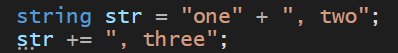 string str = "one" + ", two";
str += ", three";